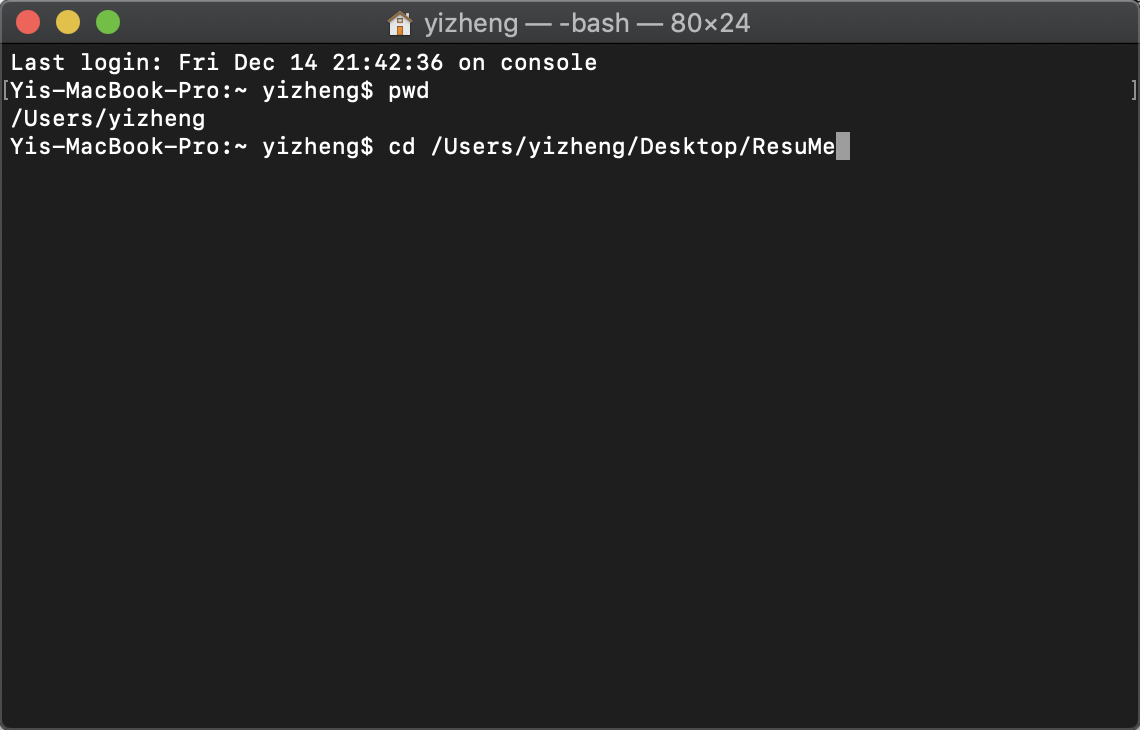 yizheng — -bash — 80×24
Last login: Fri Dec 14 21:42:36 on console
[Yis-MacBook-Pro:~ yizheng$ pwd ]
/Users/yizheng
Yis-MacBook-Pro:~ yizheng$ cd /Users/yizheng/Desktop/ResuMe